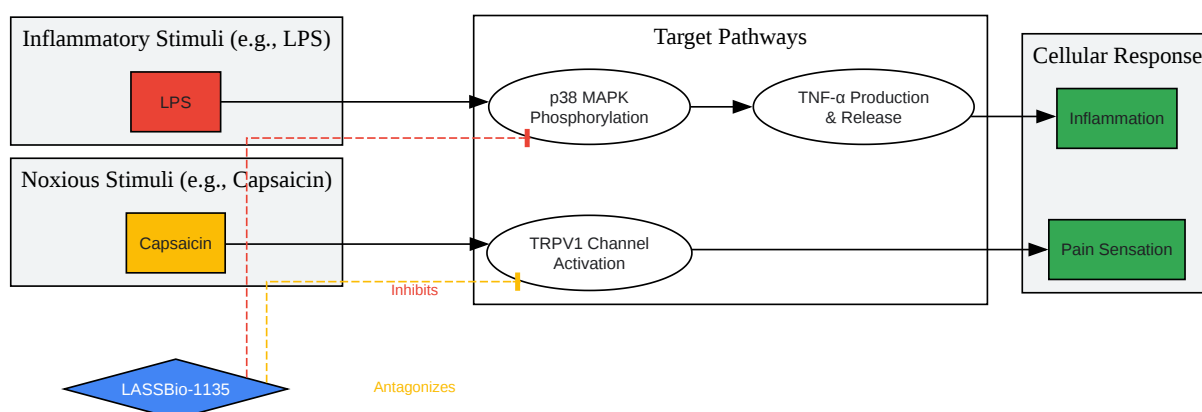 Inflammatory Stimuli (e.g., LPS)
LPS
Noxious Stimuli (e.g., Capsaicin)
Capsaicin
Target Pathways
p38 MAPK
Phosphorylation
TNF-α Production
& Release
TRPV1 Channel
Activation
Cellular Response
Inflammation
Pain Sensation
Inhibits
Antagonizes
LASSBio-1135